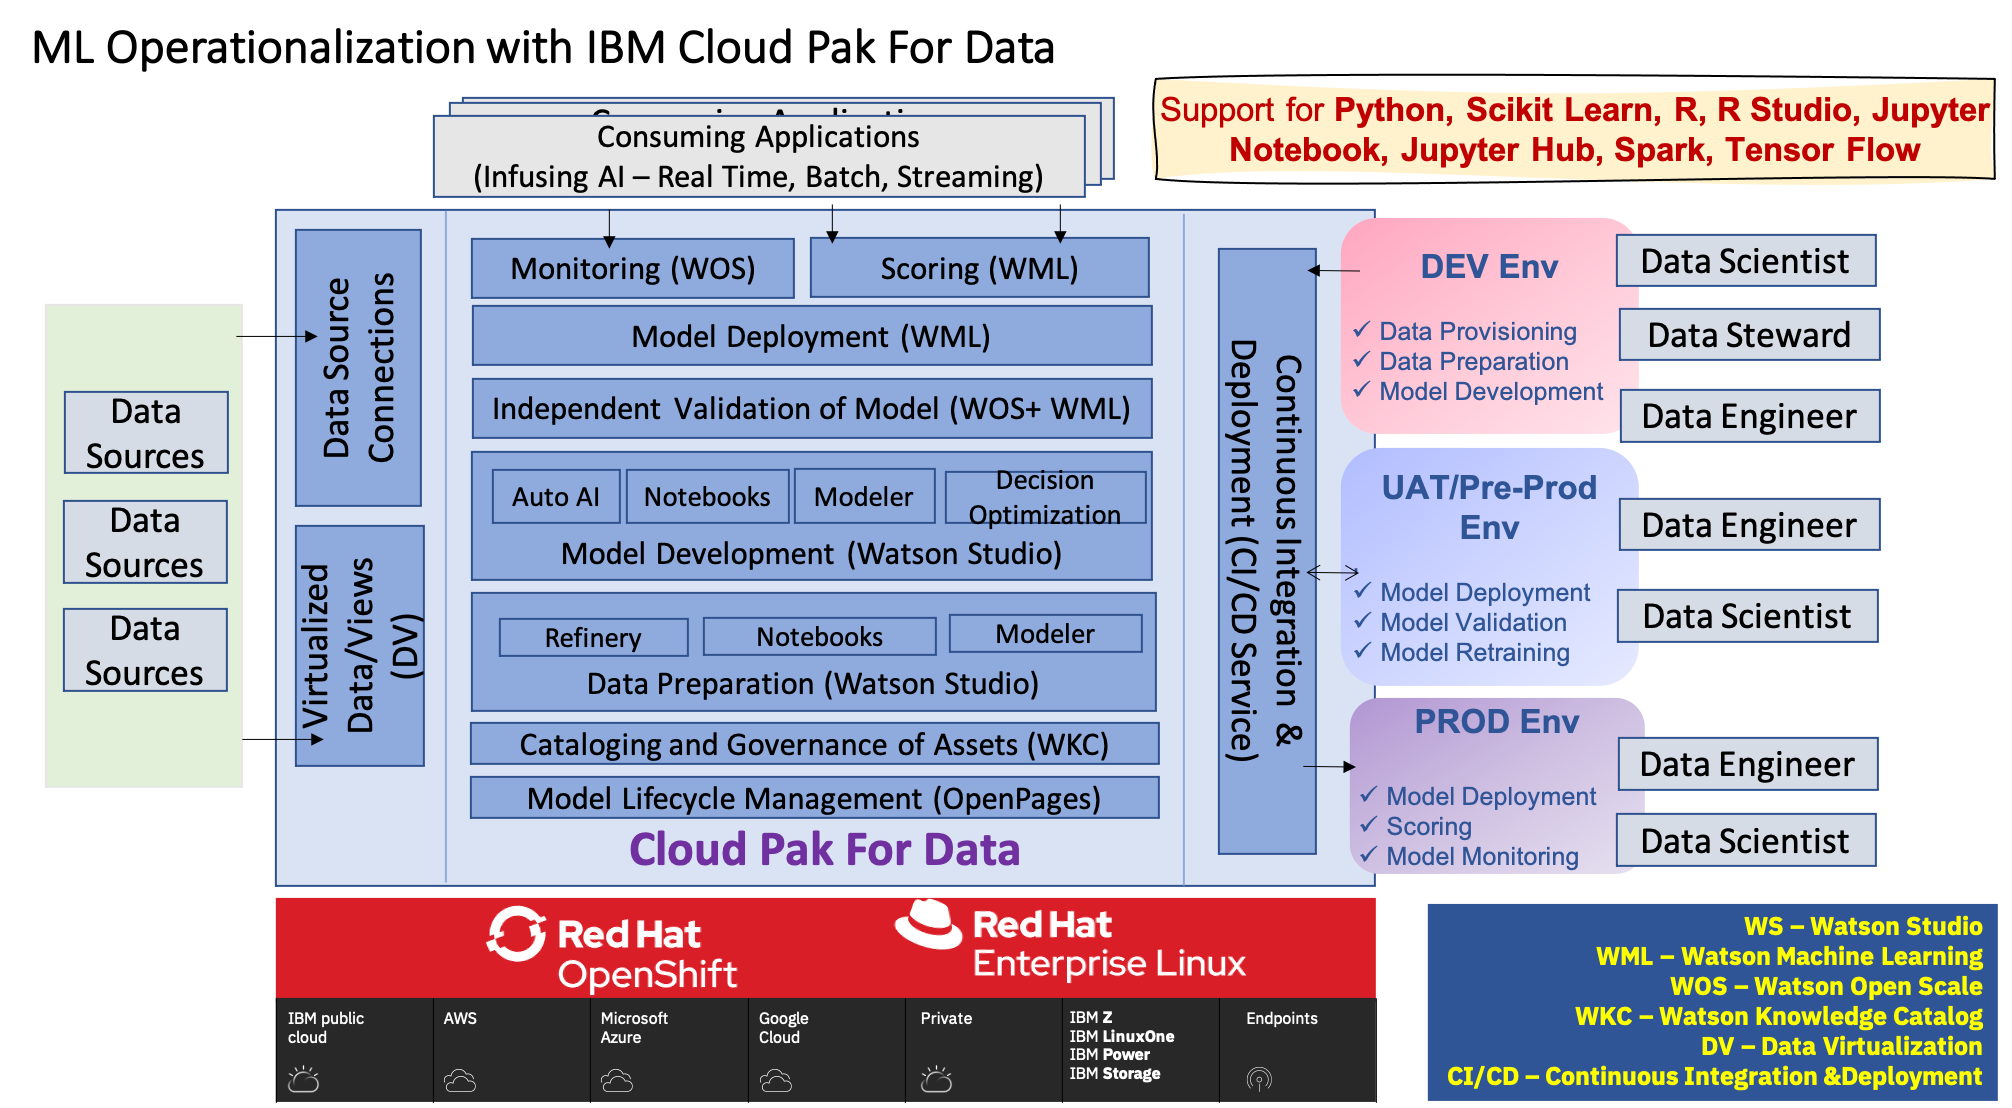 ML Operationalization with IBM Cloud Pak For Data
Consuming Applications
(Infusing AI – Real Time, Batch, Streaming)
Support for Python, Scikit Learn, R, R Studio, Jupyter
Notebook, Jupyter Hub, Spark, Tensor Flow
Data
Sources
Data
Sources
Data
Sources
Data Source
Connections
Virtualized
Data/Views
(DV)
Monitoring (WOS)
Scoring (WML)
Model Deployment (WML)
Independent Validation of Model (WOS+ WML)
Auto AI
Notebooks
Modeler
Decision
Optimization
Model Development (Watson Studio)
Refinery
Notebooks
Modeler
Data Preparation (Watson Studio)
Cataloging and Governance of Assets (WKC)
Model Lifecycle Management (OpenPages)
Cloud Pak For Data
Continuous Integration &
Deployment (CI/CD Service)
DEV Env
✓ Data Provisioning
✓ Data Preparation
✓ Model Development
Data Scientist
Data Steward
Data Engineer
UAT/Pre-Prod
Env
✓ Model Deployment
✓ Model Validation
✓ Model Retraining
Data Engineer
Data Scientist
PROD Env
✓ Model Deployment
✓ Scoring
✓ Model Monitoring
Data Engineer
Data Scientist
Red Hat
OpenShift
Red Hat
Enterprise Linux
IBM public
cloud
AWS
Microsoft
Azure
Google
Cloud
Private
IBM Z
IBM LinuxOne
IBM Power
IBM Storage
Endpoints
WS – Watson Studio
WML – Watson Machine Learning
WOS – Watson Open Scale
WKC – Watson Knowledge Catalog
DV – Data Virtualization
CI/CD – Continuous Integration &Deployment